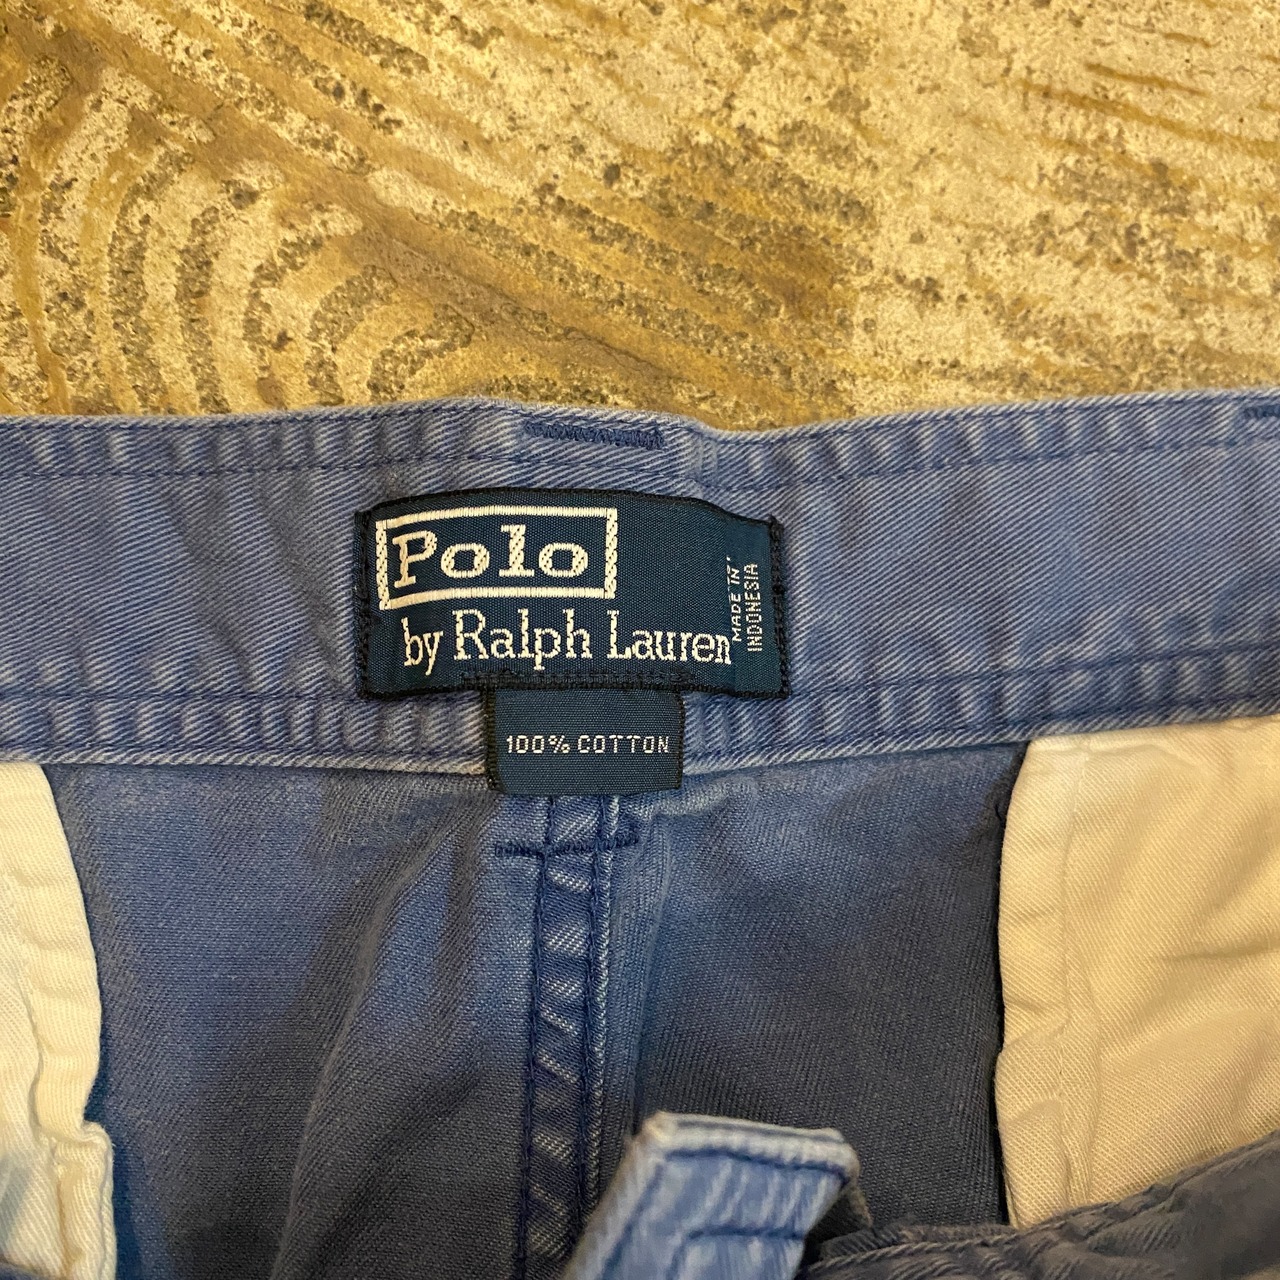 Polo
by Ralph Lauren
MADE IN
INDONESIA
100% COTTON